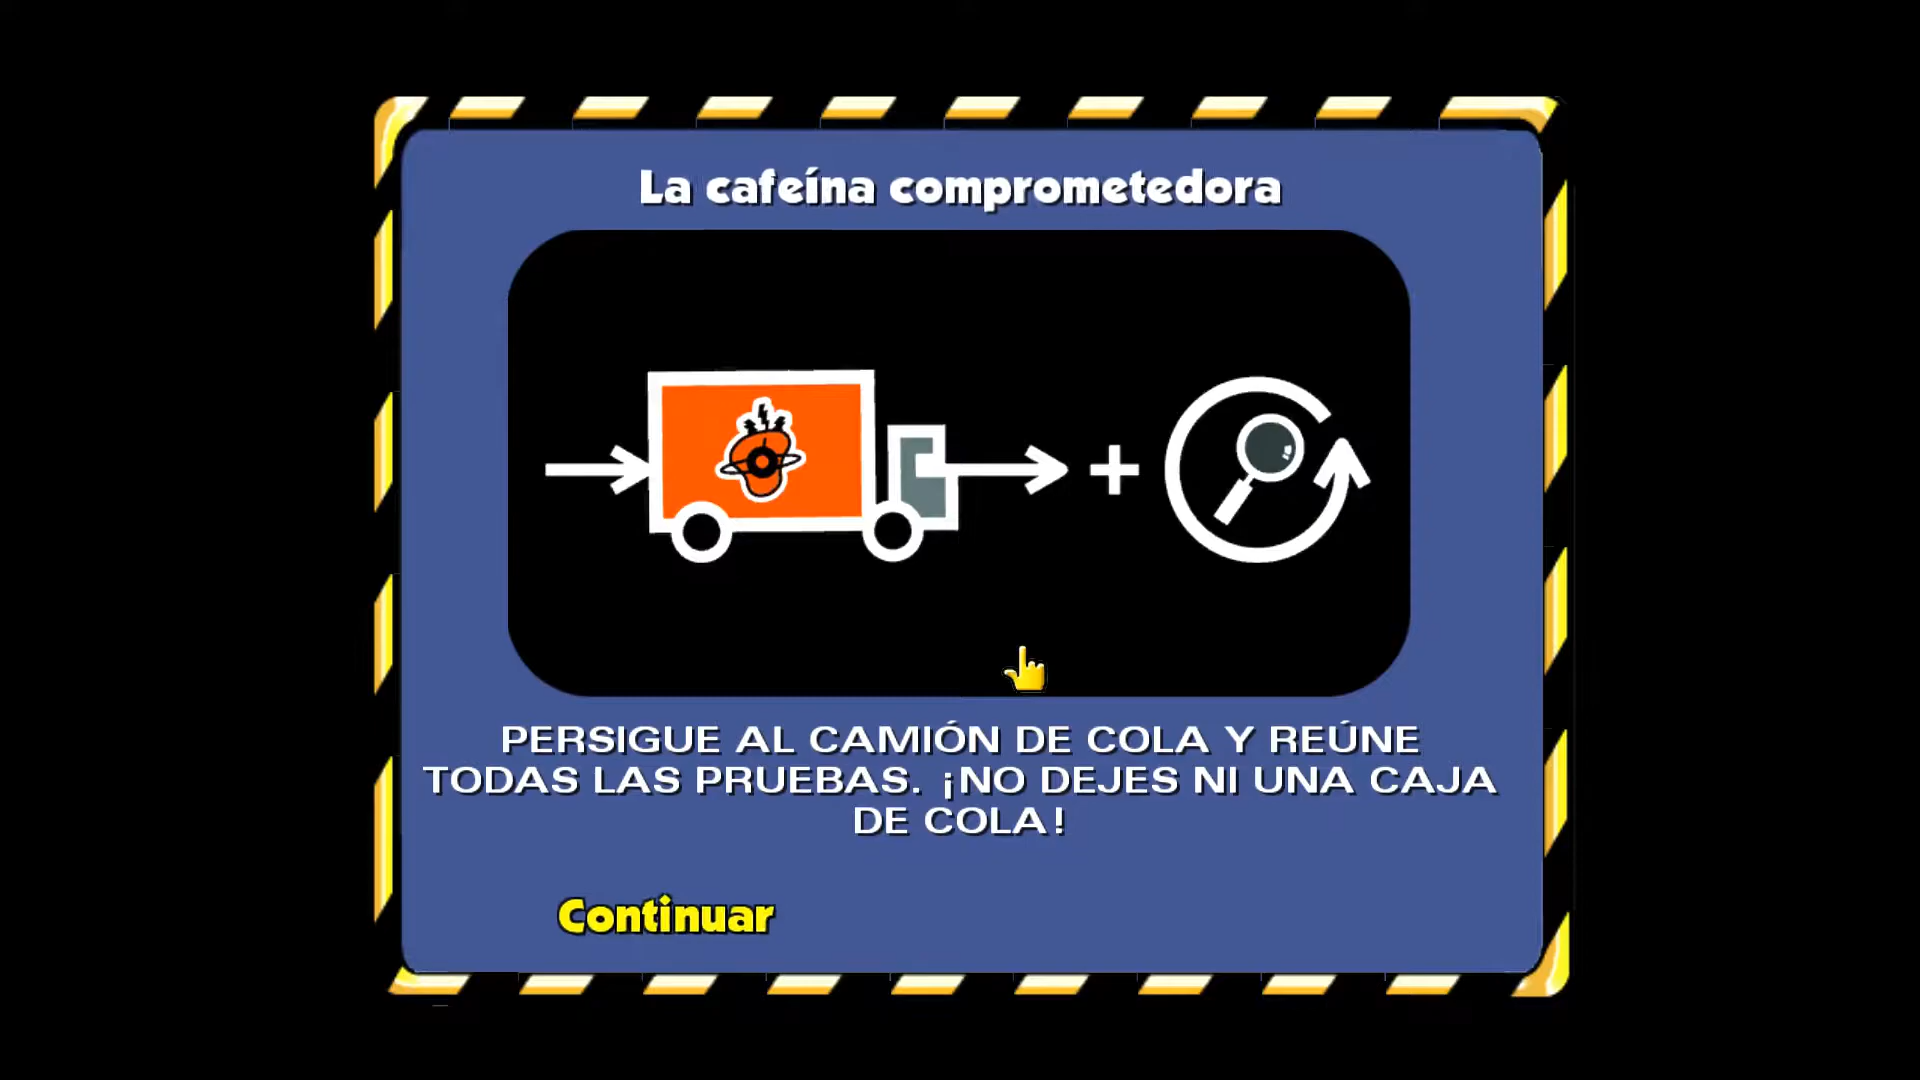 La cafeína comprometedora
PERSIGUE AL CAMIÓN DE COLA Y REÚNE
TODAS LAS PRUEBAS. ¡NO DEJES NI UNA CAJA
DE COLA!
Continuar